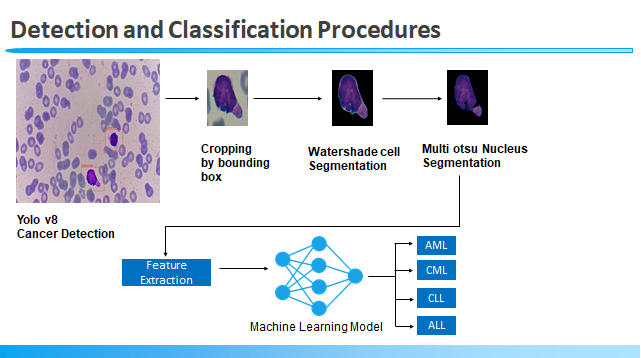 Detection and Classification Procedures
Cropping
by bounding
box
Watershade cell
Segmentation
Multi otsu Nucleus
Segmentation
Yolo v8
Cancer Detection
Feature
Extraction
Machine Learning Model
AML
CML
CLL
ALL